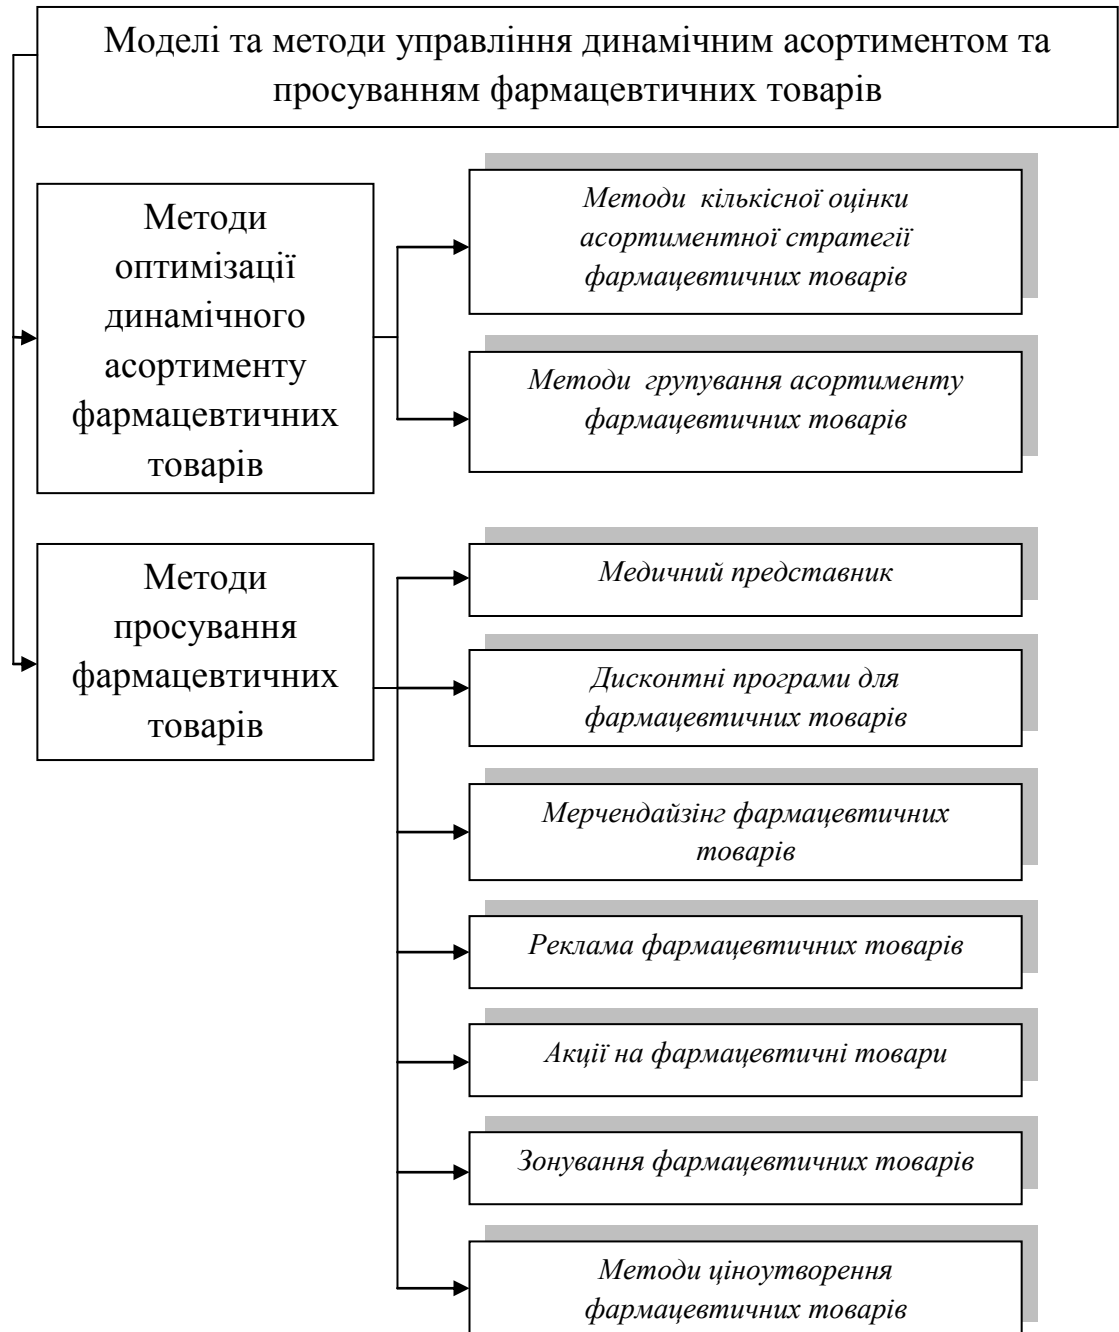 Моделі та методи управління динамічним асортиментом та
просуванням фармацевтичних товарів
Методи
оптимізації
динамічного
асортименту
фармацевтичних
товарів
Методи кількісної оцінки
асортиментної стратегії
фармацевтичних товарів
Методи групування асортименту
фармацевтичних товарів
Методи
просування
фармацевтичних
товарів
Медичний представник
Дисконтні програми для
фармацевтичних товарів
Мерчендайзінг фармацевтичних
товарів
Реклама фармацевтичних товарів
Акції на фармацевтичні товари
Зонування фармацевтичних товарів
Методи ціноутворення
фармацевтичних товарів